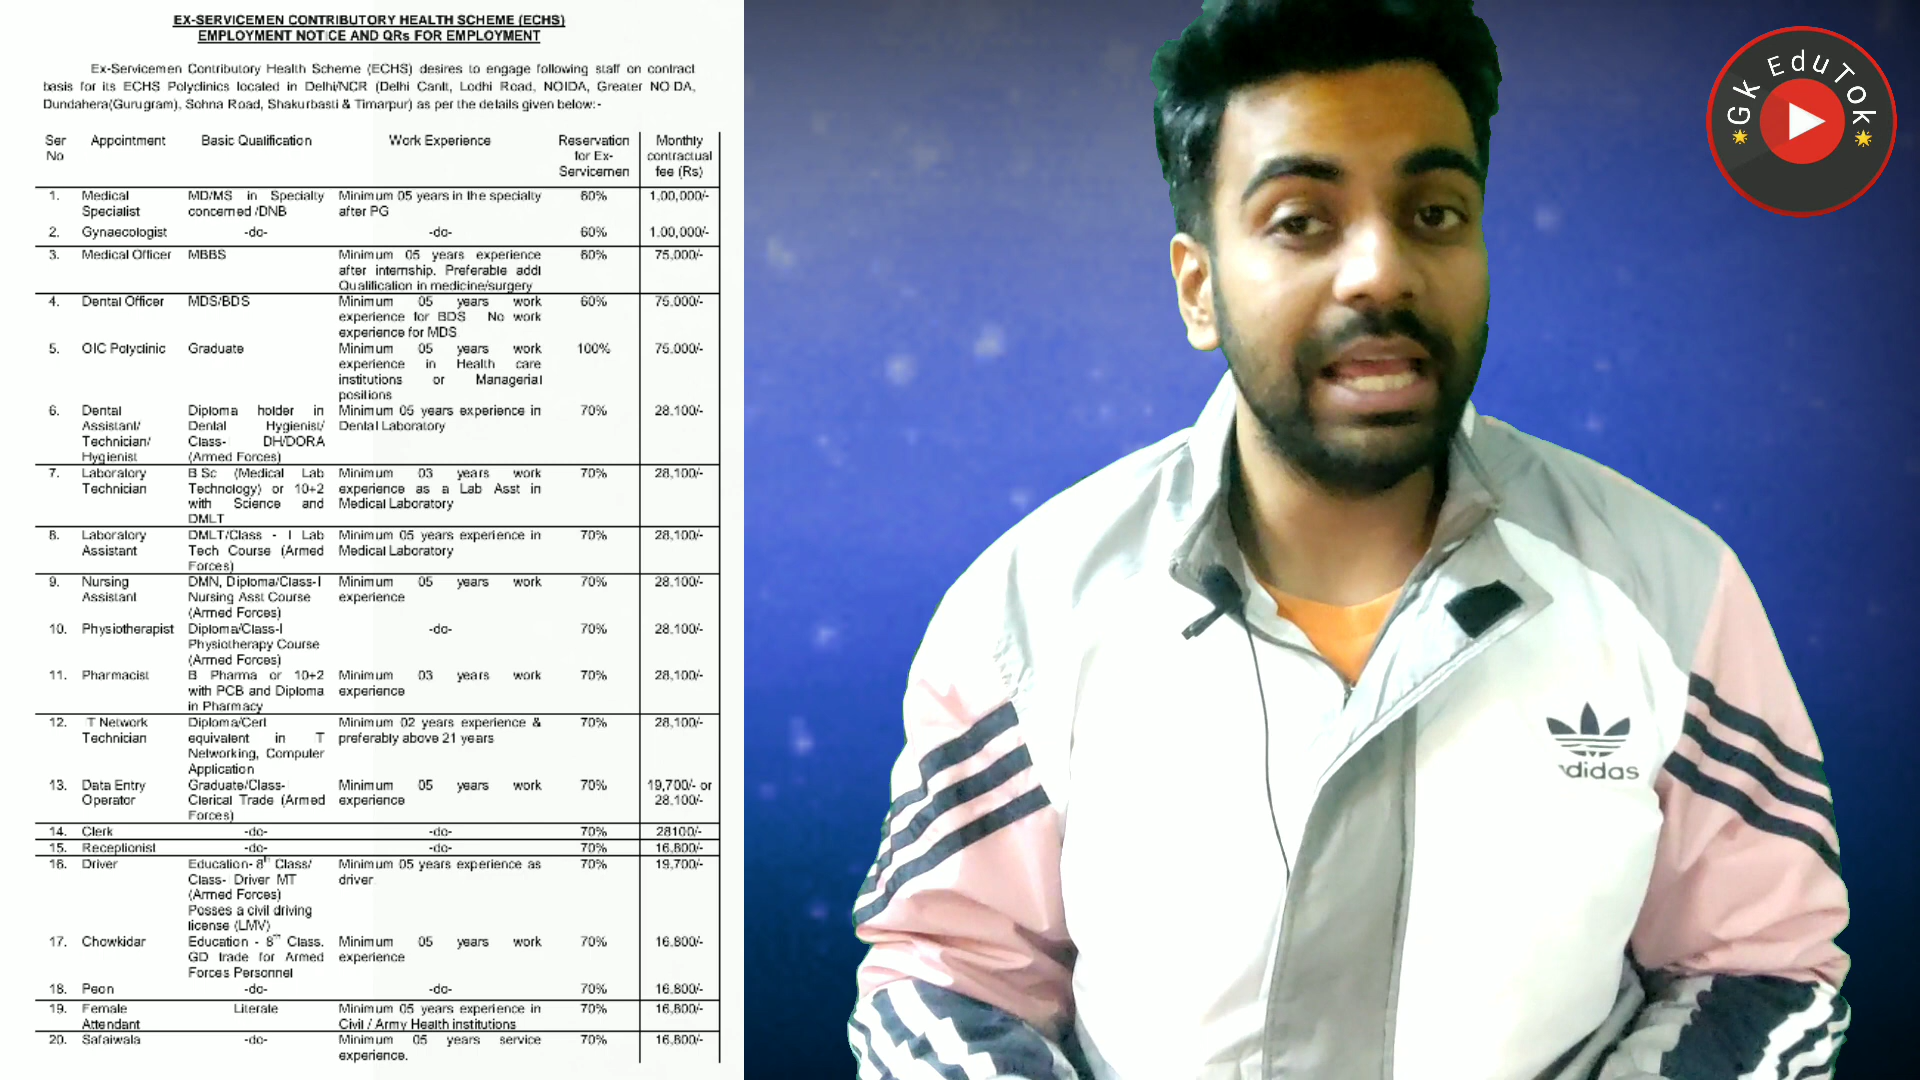 EX-SERVICEMEN CONTRIBUTORY HEALTH SCHEME (ECHS)
EMPLOYMENT NOTICE AND QRs FOR EMPLOYMENT
Ex-Servicemen Contributory Health Scheme (ECHS) desires to engage following staff on contract
basis for its ECHS Polyclinics located in Delhi/NCR (Delhi Cantt, Lodhi Road, NOIDA, Greater NO DA,
Dundahera(Gurugram), Sohna Road, Shakurbasti & Timarpur) as per the details given below:-
Ser No Appointment Basic Qualification Work Experience Reservation for Ex-Servicemen Monthly contractual fee (Rs)
1. Medical Specialist MD/MS in Specialty concerned /DNB Minimum 05 years in the specialty after PG 60% 1,00,000/-
2. Gynaecologist -do- -do- 60% 1.00,000/-
3. Medical Officer MBBS Minimum 05 years experience after internship. Preferable addl Qualification in medicine/surgery 60% 75,000/-
4. Dental Officer MDS/BDS Minimum 05 years work experience for BDS No work experience for MDS 60% 75.000/-
5. OIC Polyclinic Graduate Minimum 05 years work experience in Health care institutions or Managerial positions 100% 75.000/-
6. Dental Assistant/ Technician/ Hygienist Diploma holder in Dental Hygienist/ Class- DH/DORA (Armed Forces) Minimum 05 years experience in Dental Laboratory 70% 28,100/-
7. Laboratory Technician B Sc (Medical Lab Technology) or 10+2 with Science and DMLT Minimum 03 years work experience as a Lab Asst in Medical Laboratory 70% 28,100/-
8. Laboratory Assistant DMLT/Class - I Lab Tech Course (Armed Forces) Minimum 05 years experience in Medical Laboratory 70% 28,100/-
9. Nursing Assistant DMN, Diploma/Class-I Nursing Asst Course (Armed Forces) Minimum 05 years work experience 70% 28,100/-
10. Physiotherapist Diploma/Class-I Physiotherapy Course (Armed Forces) -do- 70% 28,100/-
11. Pharmacist B Pharma or 10+2 with PCB and Diploma in Pharmacy Minimum 03 years work experience 70% 28,100/-
12. T Network Technician Diploma/Cert equivalent in T Networking, Computer Application Minimum 02 years experience & preferably above 21 years 70% 28,100/-
13. Data Entry Operator Graduate/Class- Clerical Trade (Armed Forces) Minimum 05 years work experience 70% 19,700/- or 28.100/-
14. Clerk -do- -do- 70% 28100/-
15. Receptionist -do- -do- 70% 16,800/-
16. Driver Education- 8th Class/ Class- Driver MT (Armed Forces) Posses a civil driving license (LMV) Minimum 05 years experience as driver 70% 19,700/-
17. Chowkidar Education - 8th Class. GD trade for Armed Forces Personnel Minimum 05 years work experience 70% 16,800/-
18. Peon -do- -do- 70% 16,800/-
19. Female Attendant Literate Minimum 05 years experience in Civil / Army Health institutions 70% 16,800/-
20. Safaiwala -do- Minimum 05 years service experience. 70% 16,800/-
Gk EduTok
adidas